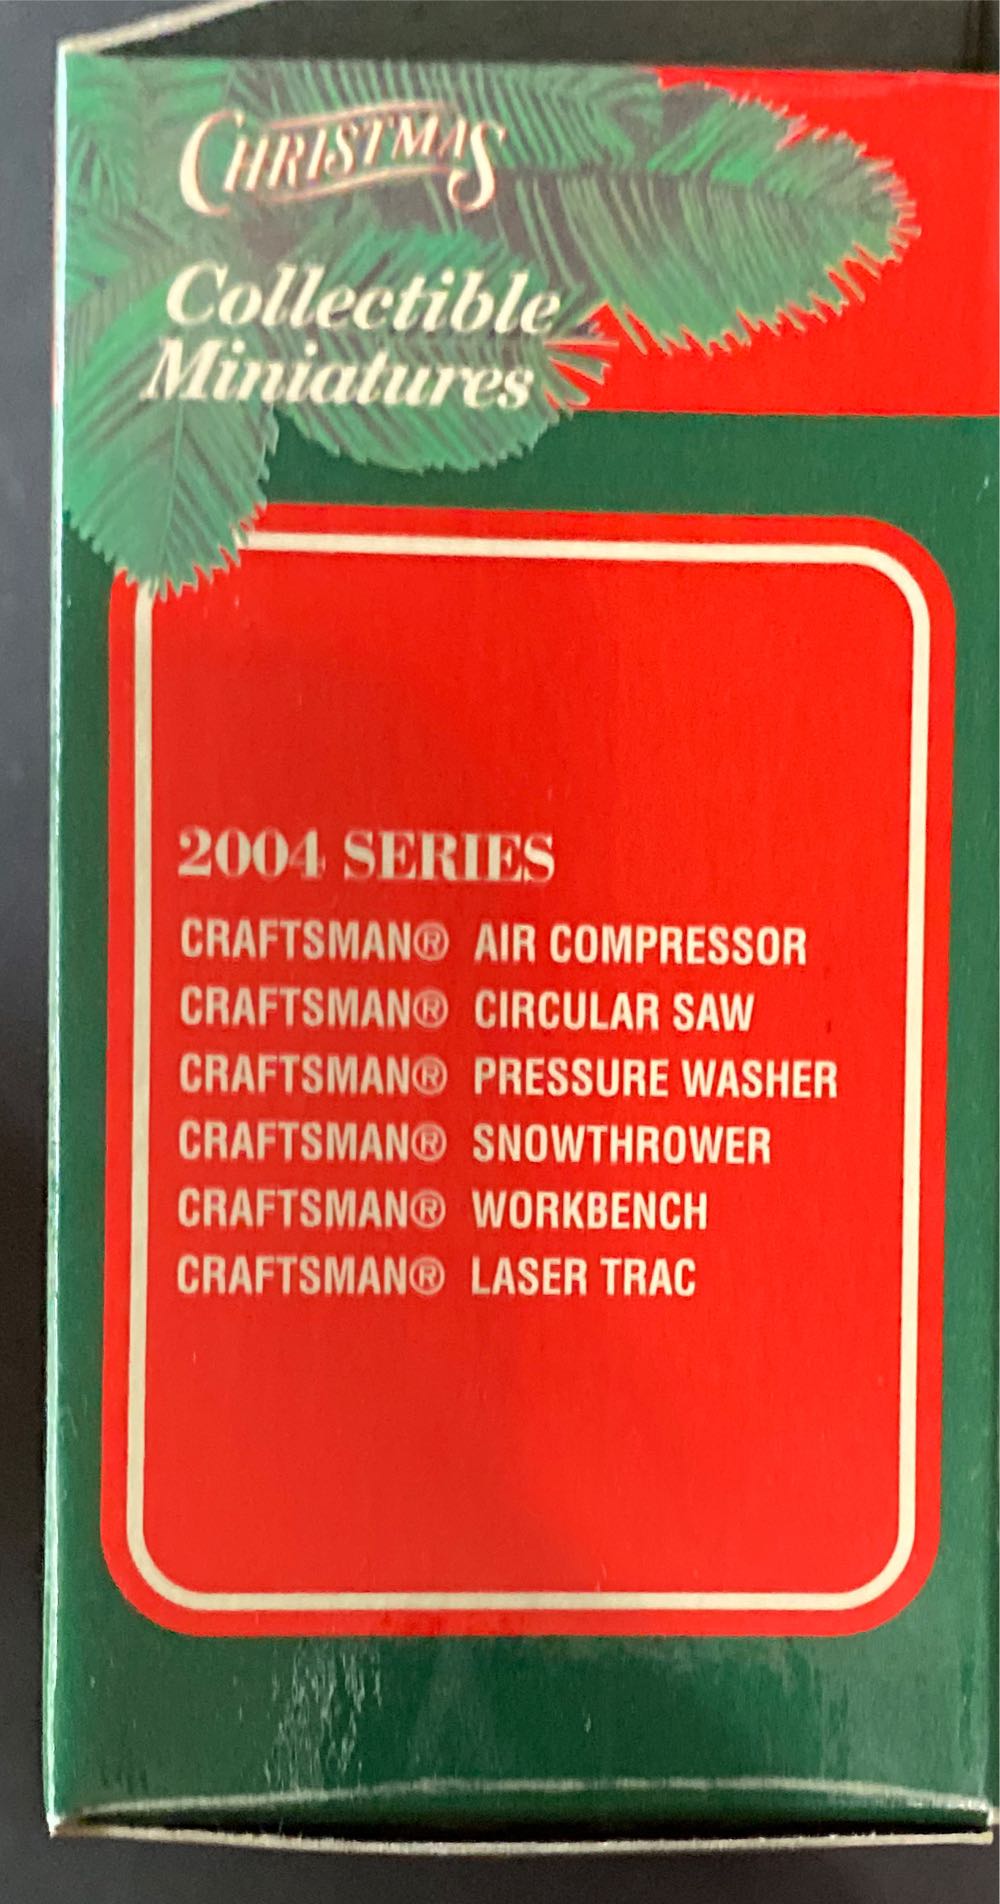 CHRISTMAS
Collectible
Miniatures
2004 SERIES
CRAFTSMAN® AIR COMPRESSOR
CRAFTSMAN® CIRCULAR SAW
CRAFTSMAN® PRESSURE WASHER
CRAFTSMAN® SNOWTHROWER
CRAFTSMAN® WORKBENCH
CRAFTSMAN® LASER TRAC